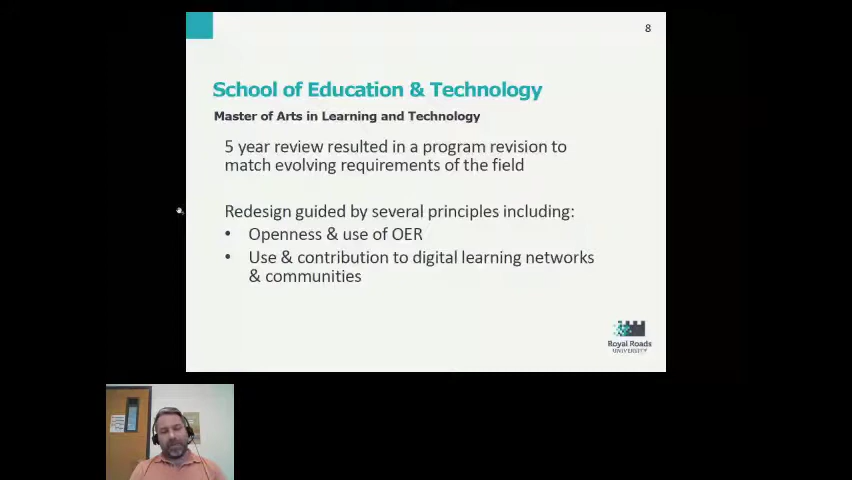 8
School of Education & Technology
Master of Arts in Learning and Technology
5 year review resulted in a program revision to
match evolving requirements of the field
Redesign guided by several principles including:
• Openness & use of OER
• Use & contribution to digital learning networks
& communities
Royal Roads
UNIVERSITY